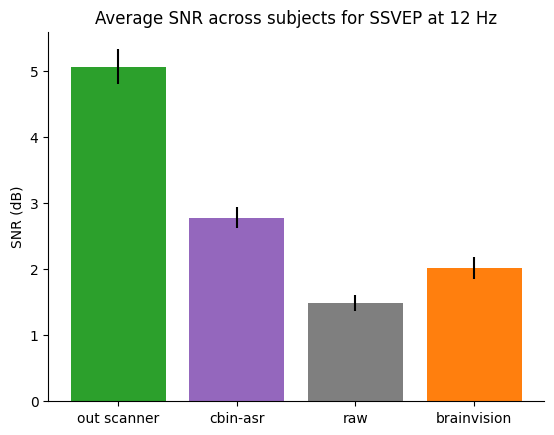 Average SNR across subjects for SSVEP at 12 Hz
SNR (dB)
5
4
3
2
1
0
out scanner
cbin-asr
raw
brainvision